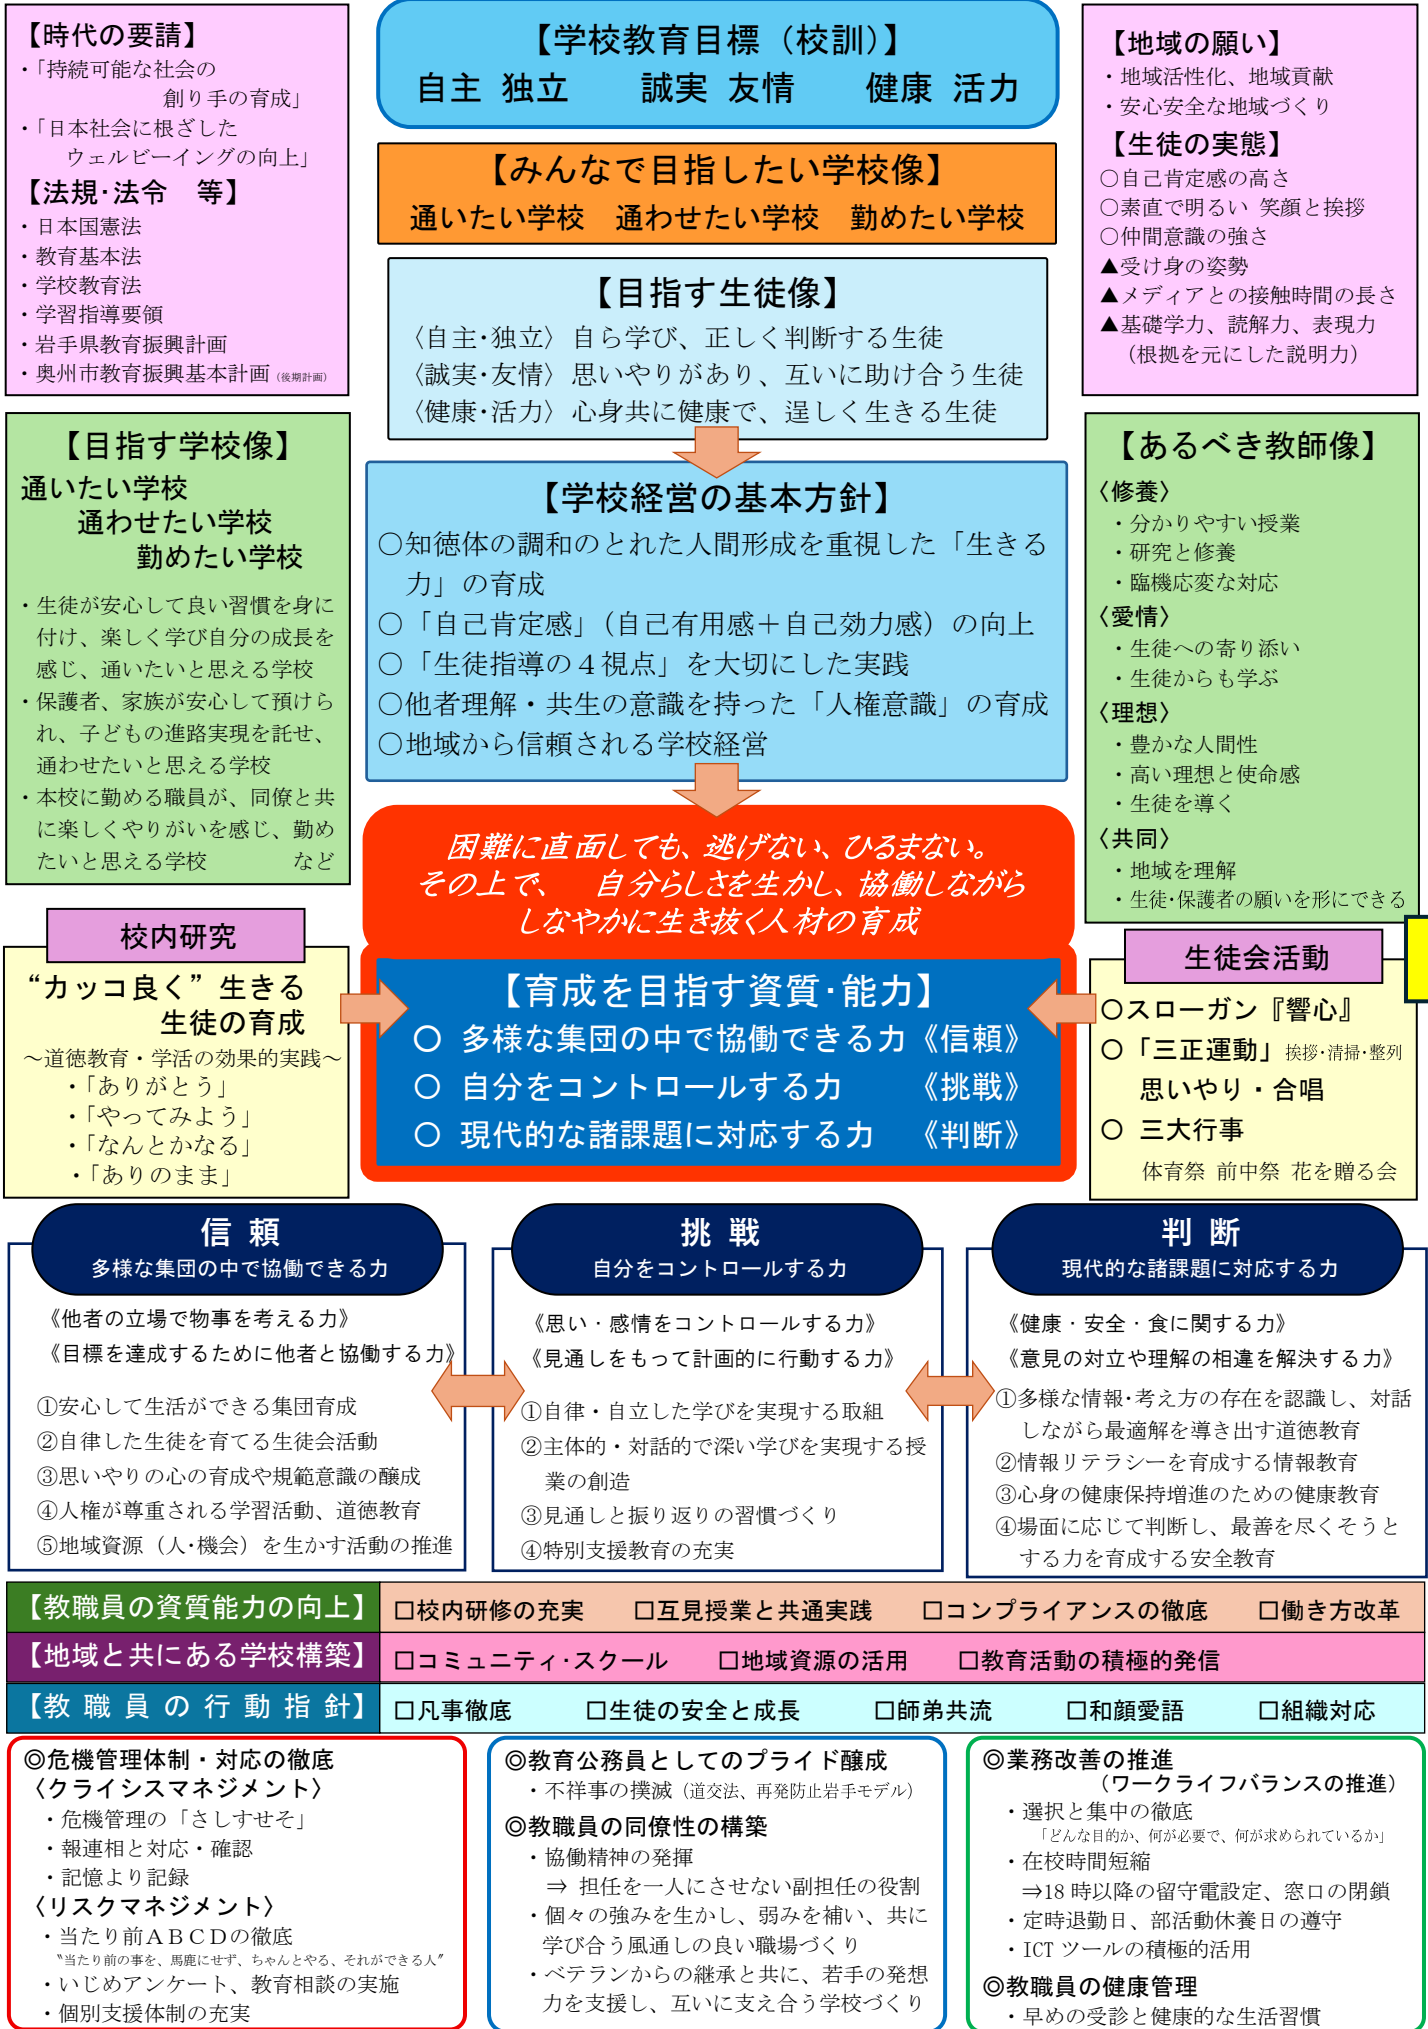 【時代の要請】
・「持続可能な社会の
創り手の育成」
・「日本社会に根ざした
ウェルビーイングの向上」
【法規・法令　等】
・日本国憲法
・教育基本法
・学校教育法
・学習指導要領
・岩手県教育振興計画
・奥州市教育振興基本計画（後期計画）
【学校教育目標（校訓）】
自主 独立　　誠実 友情　　健康 活力
【みんなで目指したい学校像】
通いたい学校　通わせたい学校　勤めたい学校
【目指す生徒像】
〈自主・独立〉自ら学び、正しく判断する生徒
〈誠実・友情〉思いやりがあり、互いに助け合う生徒
〈健康・活力〉心身共に健康で、逞しく生きる生徒
【地域の願い】
・地域活性化、地域貢献
・安心安全な地域づくり
【生徒の実態】
○自己肯定感の高さ
○素直で明るい 笑顔と挨拶
○仲間意識の強さ
▲受け身の姿勢
▲メディアとの接触時間の長さ
▲基礎学力、読解力、表現力
（根拠を元にした説明力）
【目指す学校像】
通いたい学校
通わせたい学校
勤めたい学校
・生徒が安心して良い習慣を身に
付け、楽しく学び自分の成長を
感じ、通いたいと思える学校
・保護者、家族が安心して預けら
れ、子どもの進路実現を託せ、
通わせたいと思える学校
・本校に勤める職員が、同僚と共
に楽しくやりがいを感じ、勤め
たいと思える学校　　　　など
【学校経営の基本方針】
○知徳体の調和のとれた人間形成を重視した「生きる
力」の育成
○「自己肯定感」（自己有用感＋自己効力感）の向上
○「生徒指導の４視点」を大切にした実践
○他者理解・共生の意識を持った「人権意識」の育成
○地域から信頼される学校経営
【あるべき教師像】
〈修養〉
・分かりやすい授業
・研究と修養
・臨機応変な対応
〈愛情〉
・生徒への寄り添い
・生徒からも学ぶ
〈理想〉
・豊かな人間性
・高い理想と使命感
・生徒を導く
〈共同〉
・地域を理解
・生徒・保護者の願いを形にできる
困難に直面しても、逃げない、ひるまない。
その上で、　自分らしさを生かし、協働しながら
しなやかに生き抜く人材の育成
校内研究
“カッコ良く”生きる
生徒の育成
～道徳教育・学活の効果的実践～
・「ありがとう」
・「やってみよう」
・「なんとかなる」
・「ありのまま」
【育成を目指す資質・能力】
○ 多様な集団の中で協働できる力《信頼》
○ 自分をコントロールする力　　《挑戦》
○ 現代的な諸課題に対応する力　《判断》
生徒会活動
○スローガン『響心』
○「三正運動」挨拶・清掃・整列
思いやり・合唱
○ 三大行事
体育祭 前中祭 花を贈る会
信 頼
多様な集団の中で協働できる力
《他者の立場で物事を考える力》
《目標を達成するために他者と協働する力》
①安心して生活ができる集団育成
②自律した生徒を育てる生徒会活動
③思いやりの心の育成や規範意識の醸成
④人権が尊重される学習活動、道徳教育
⑤地域資源（人・機会）を生かす活動の推進
挑 戦
自分をコントロールする力
《思い・感情をコントロールする力》
《見通しをもって計画的に行動する力》
①自律・自立した学びを実現する取組
②主体的・対話的で深い学びを実現する授
業の創造
③見通しと振り返りの習慣づくり
④特別支援教育の充実
判 断
現代的な諸課題に対応する力
《健康・安全・食に関する力》
《意見の対立や理解の相違を解決する力》
①多様な情報・考え方の存在を認識し、対話
しながら最適解を導き出す道徳教育
②情報リテラシーを育成する情報教育
③心身の健康保持増進のための健康教育
④場面に応じて判断し、最善を尽くそうと
する力を育成する安全教育
【教職員の資質能力の向上】 □校内研修の充実　□互見授業と共通実践　□コンプライアンスの徹底　□働き方改革
【地域と共にある学校構築】 □コミュニティ・スクール　□地域資源の活用　□教育活動の積極的発信
【教 職 員 の 行 動 指 針】 □凡事徹底　□生徒の安全と成長　□師弟共流　□和顔愛語　□組織対応
◎危機管理体制・対応の徹底
〈クライシスマネジメント〉
・危機管理の「さしすせそ」
・報連相と対応・確認
・記憶より記録
〈リスクマネジメント〉
・当たり前ＡＢＣＤの徹底
〝当たり前の事を、馬鹿にせず、ちゃんとやる、それができる人〞
・いじめアンケート、教育相談の実施
・個別支援体制の充実
◎教育公務員としてのプライド醸成
・不祥事の撲滅（道交法、再発防止岩手モデル）
◎教職員の同僚性の構築
・協働精神の発揮
⇒ 担任を一人にさせない副担任の役割
・個々の強みを生かし、弱みを補い、共に
学び合う風通しの良い職場づくり
・ベテランからの継承と共に、若手の発想
力を支援し、互いに支え合う学校づくり
◎業務改善の推進
（ワークライフバランスの推進）
・選択と集中の徹底
「どんな目的か、何が必要で、何が求められているか」
・在校時間短縮
⇒18 時以降の留守電設定、窓口の閉鎖
・定時退勤日、部活動休養日の遵守
・ICT ツールの積極的活用
◎教職員の健康管理
・早めの受診と健康的な生活習慣